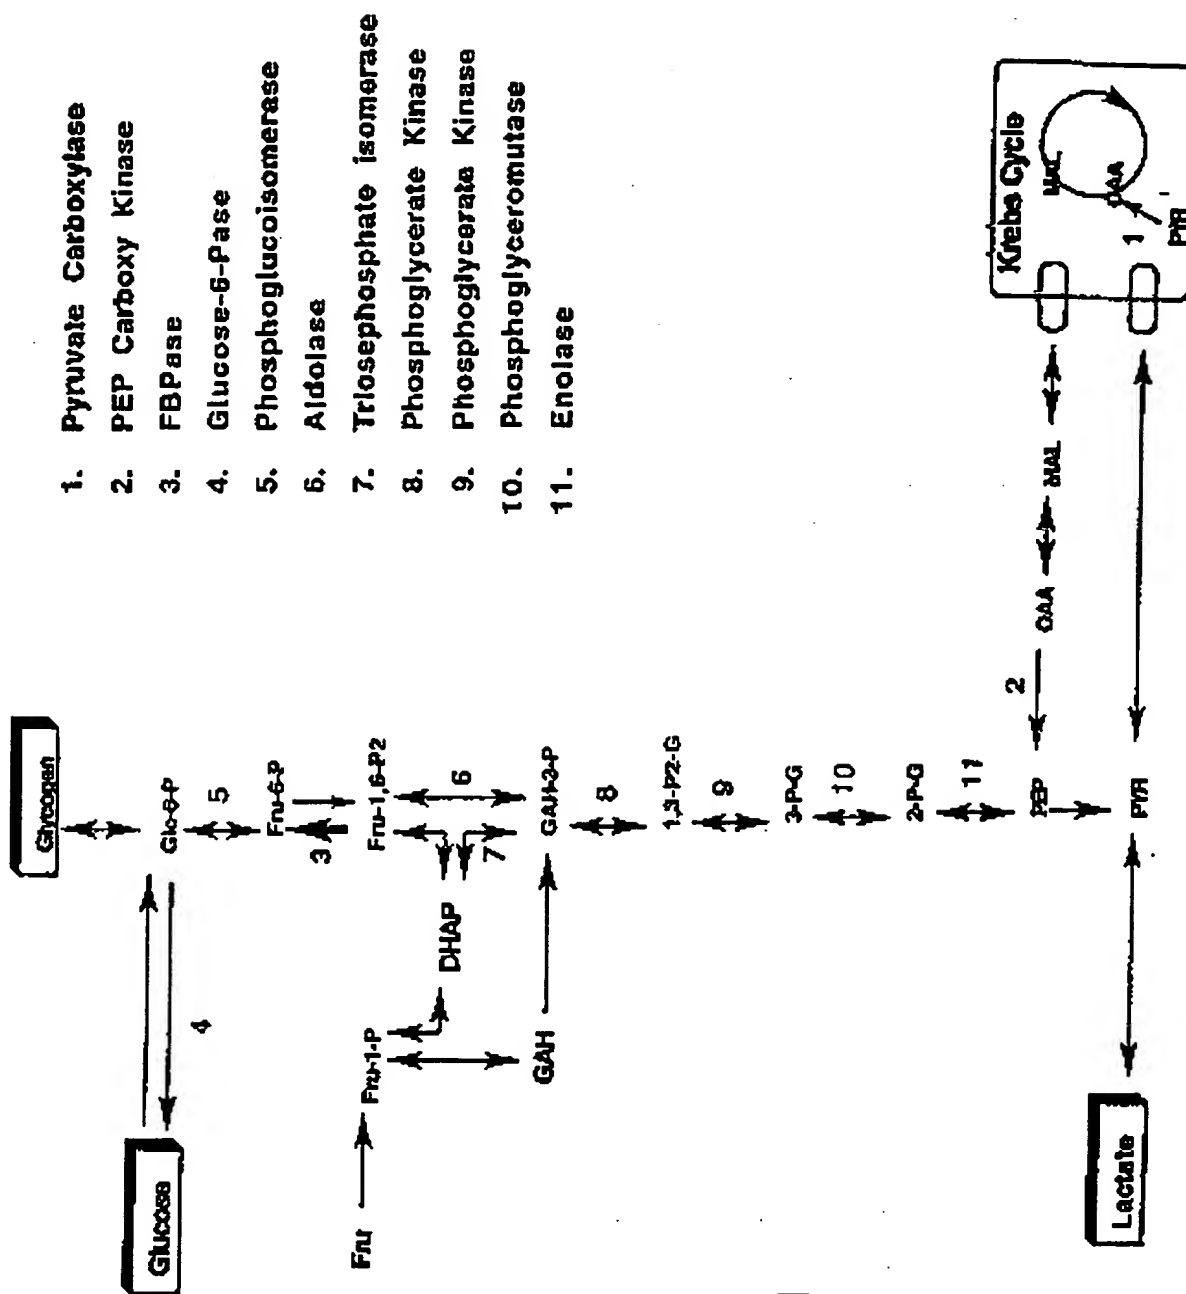 1. Pyruvate Carboxylase
2. PEP Carboxy Kinase
3. FBPase
4. Glucose-6-Pase
5. Phosphoglucoisomerase
6. Aldolase
7. Triosephosphate isomerase
8. Phosphoglycerate Kinase
9. Phosphoglycerate Kinase
10. Phosphoglyceromutase
11. Enolase
Glycogen
Glucose
Glc-6-P
4
5
Fru-6-P
3
Fru-1,6-P2
Fru
Fru-1-P
DHAP
6
7
GAH
GAH-3-P
8
1,3-P2-G
9
3-P-G
10
2-P-G
11
PEP
2
OAA
MAL
Krebs Cycle
MAL
OAA
1
PYR
Lactate
PYR